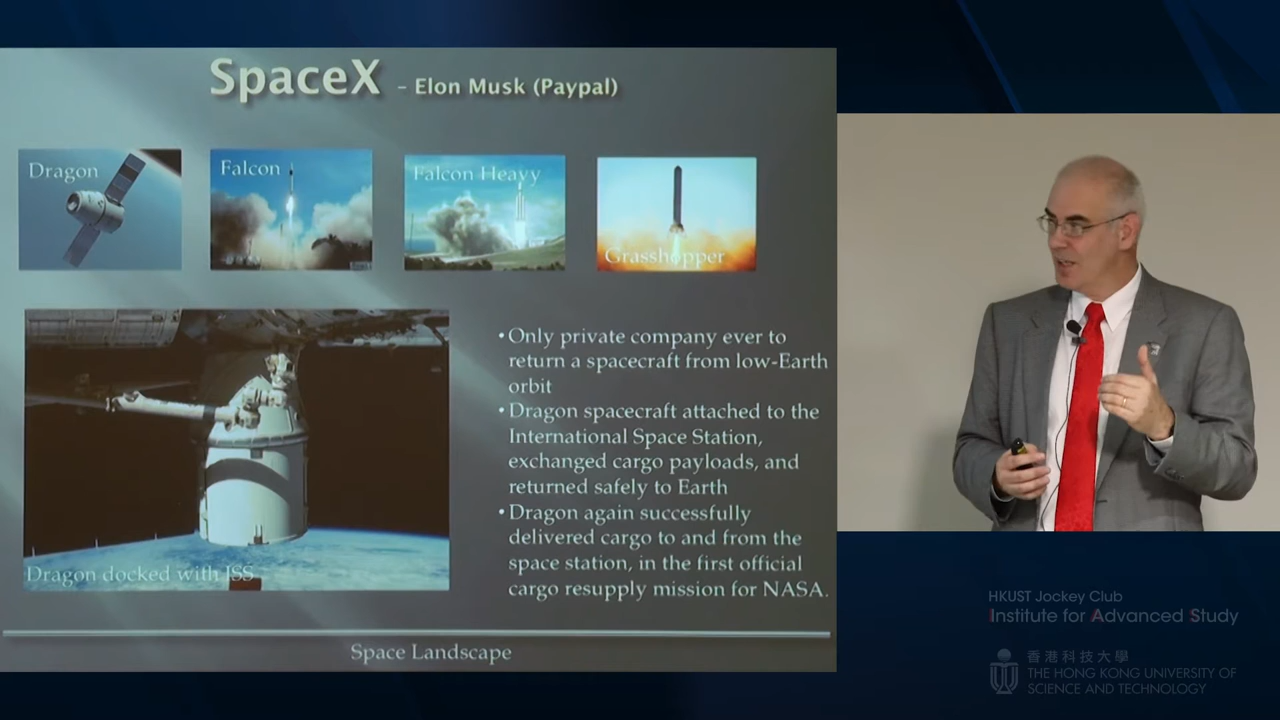 SpaceX – Elon Musk (Paypal)
Dragon
Falcon
Falcon Heavy
Grasshopper
Dragon docked with ISS
•Only private company ever to
return a spacecraft from low-Earth
orbit
•Dragon spacecraft attached to the
International Space Station,
exchanged cargo payloads, and
returned safely to Earth
•Dragon again successfully
delivered cargo to and from the
space station, in the first official
cargo resupply mission for NASA.
Space Landscape
HKUST Jockey Club
Institute for Advanced Study
香港科技大學
THE HONG KONG UNIVERSITY OF
SCIENCE AND TECHNOLOGY